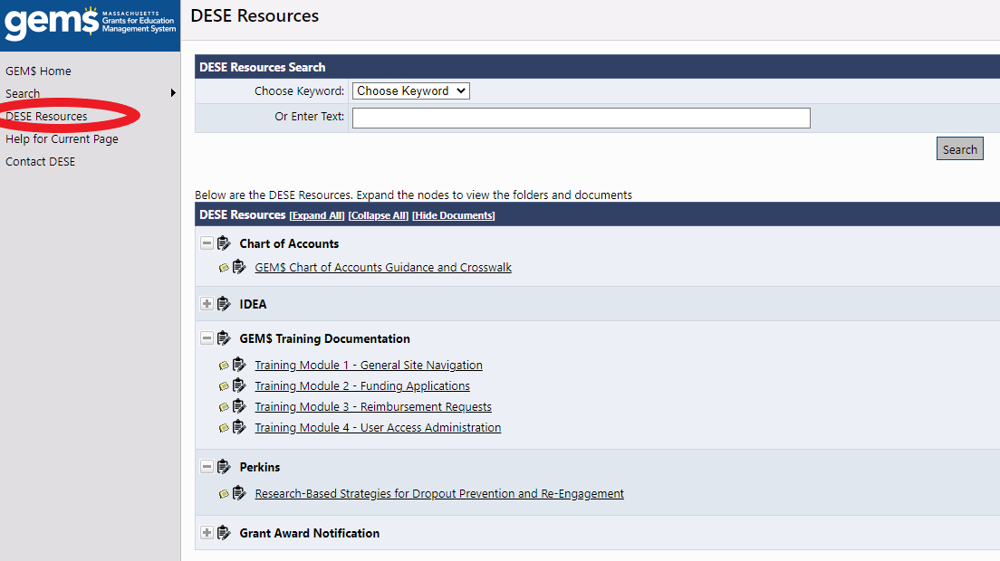 gem$ MASSACHUSETTS
Grants for Education
Management System
DESE Resources
GEM$ Home
Search
DESE Resources
Help for Current Page
Contact DESE
DESE Resources Search
Choose Keyword: Choose Keyword
Or Enter Text:
Search
Below are the DESE Resources. Expand the nodes to view the folders and documents
DESE Resources [Expand All] [Collapse All] [Hide Documents]
Chart of Accounts
GEM$ Chart of Accounts Guidance and Crosswalk
IDEA
GEM$ Training Documentation
Training Module 1 - General Site Navigation
Training Module 2 - Funding Applications
Training Module 3 - Reimbursement Requests
Training Module 4 - User Access Administration
Perkins
Research-Based Strategies for Dropout Prevention and Re-Engagement
Grant Award Notification